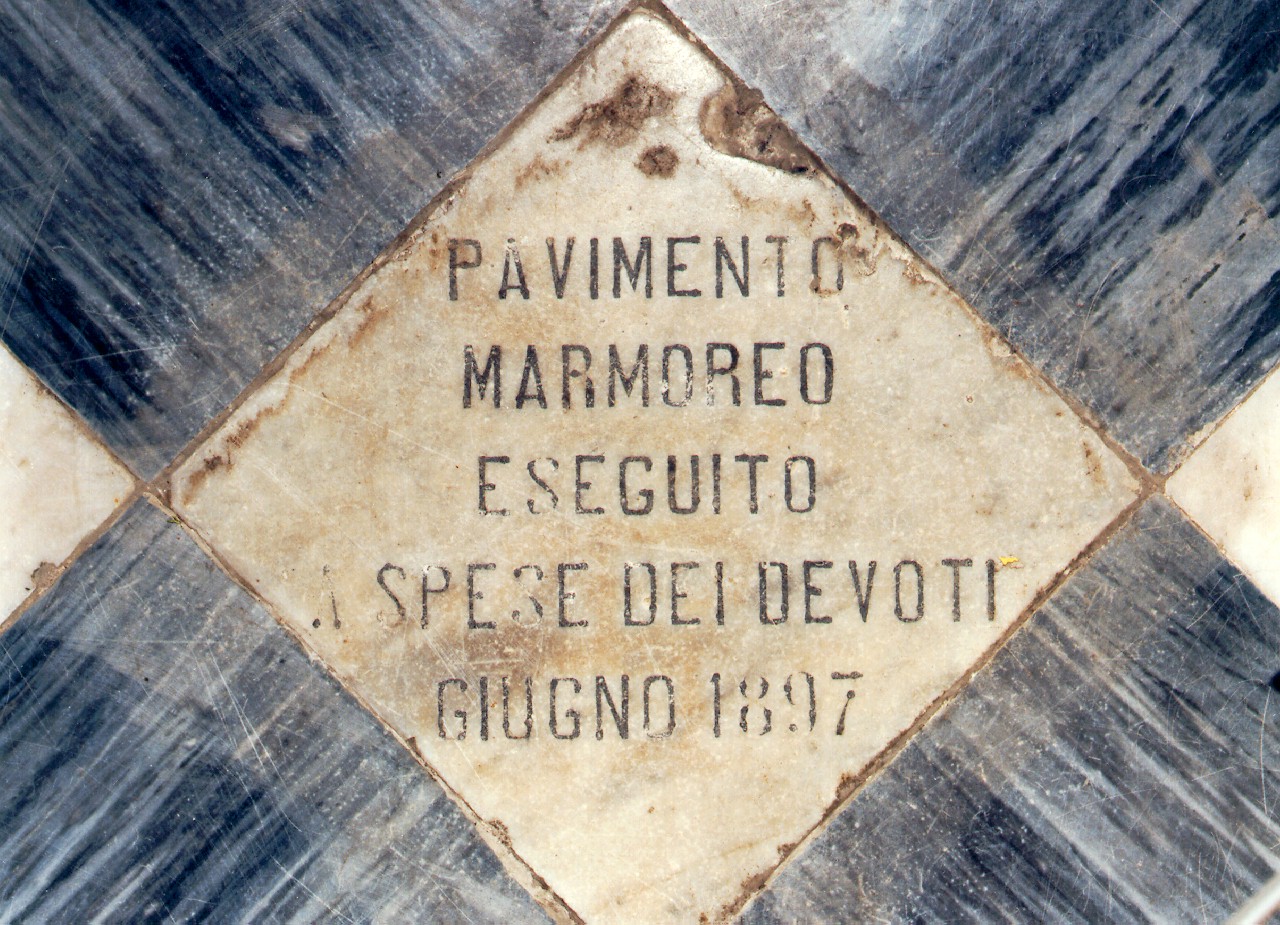 PAVIMENTO
MARMOREO
ESEGUITO
A SPESE DEI DEVOTI
GIUGNO 1897